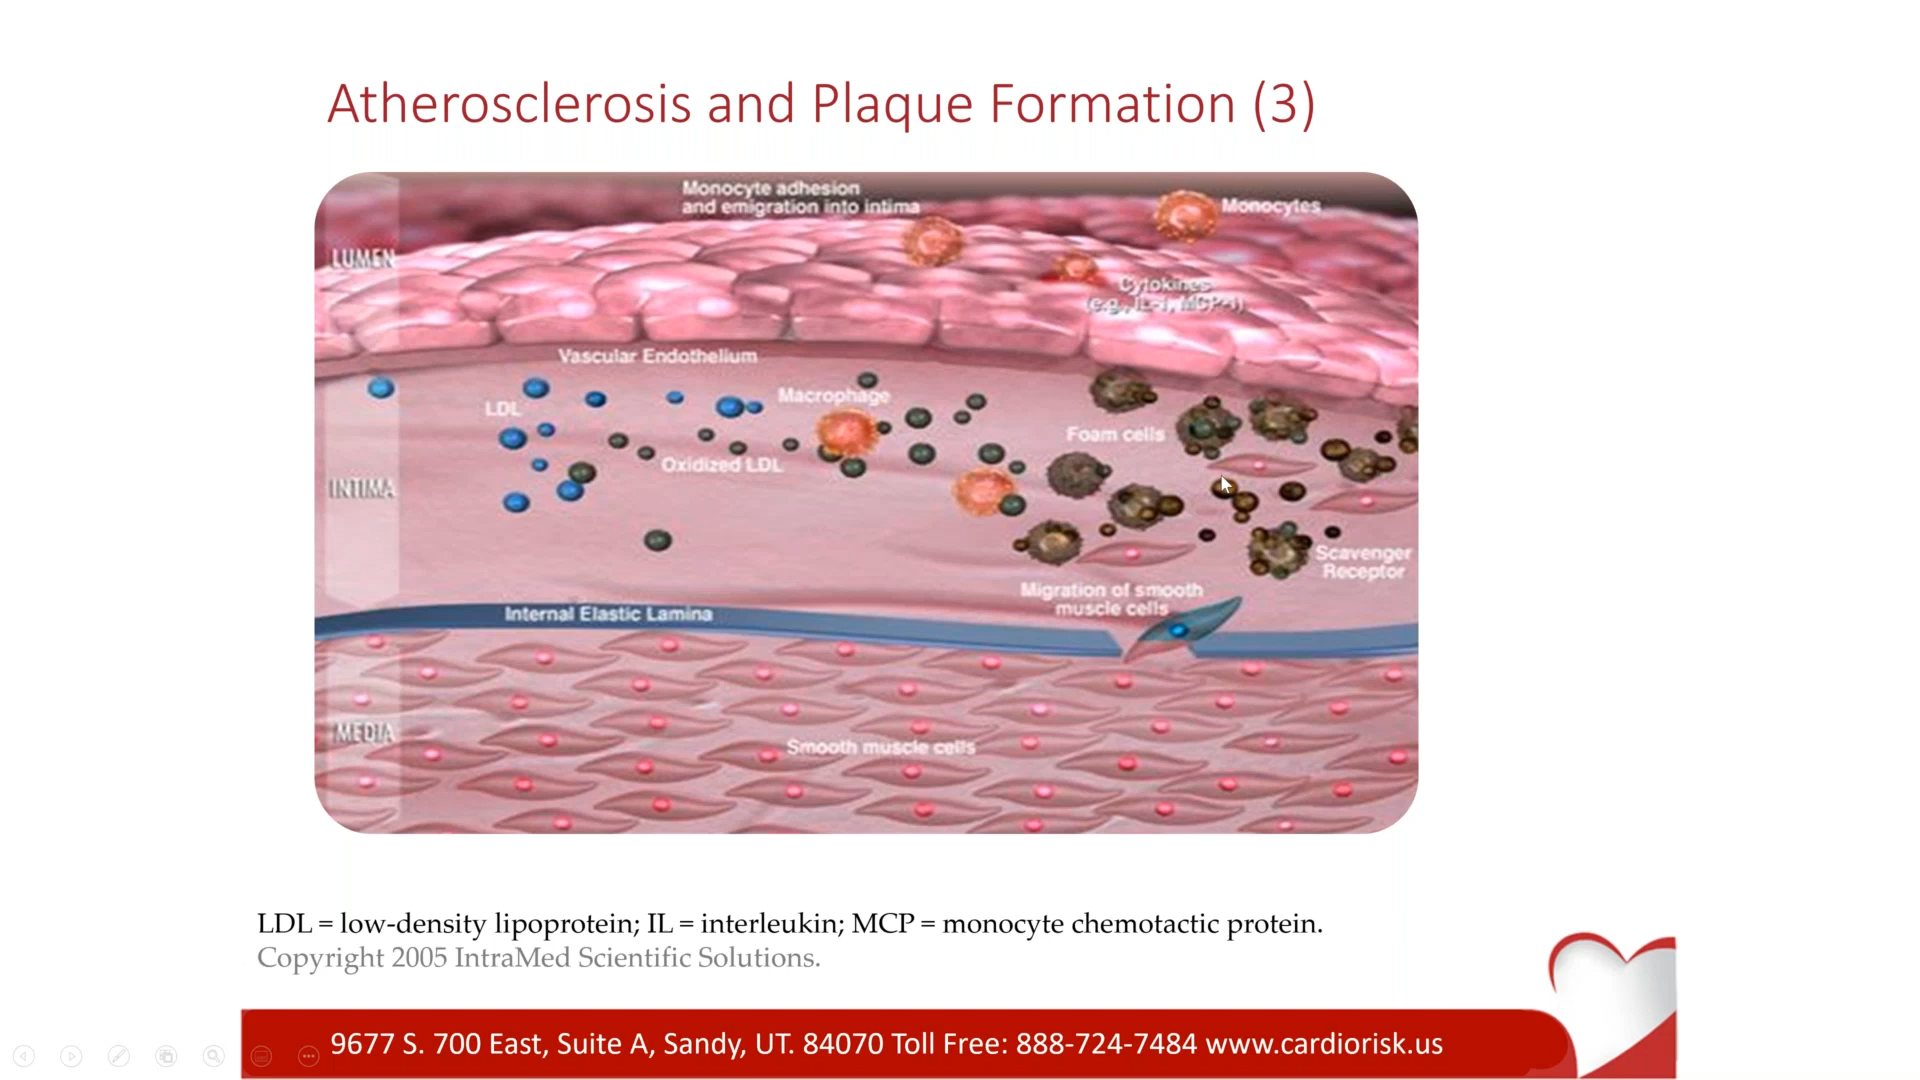 Atherosclerosis and Plaque Formation (3)
Monocyte adhesion
and emigration into intima
Monocytes
LUMEN
Cytokines
(e.g., IL-1, MCP-1)
Vascular Endothelium
LDL
Macrophage
Foam cells
Oxidized LDL
INTIMA
Scavenger
Receptor
Migration of smooth
muscle cells
Internal Elastic Lamina
MEDIA
Smooth muscle cells
LDL = low-density lipoprotein; IL = interleukin; MCP = monocyte chemotactic protein.
Copyright 2005 IntraMed Scientific Solutions.
9677 S. 700 East, Suite A, Sandy, UT. 84070 Toll Free: 888-724-7484 www.cardiorisk.us